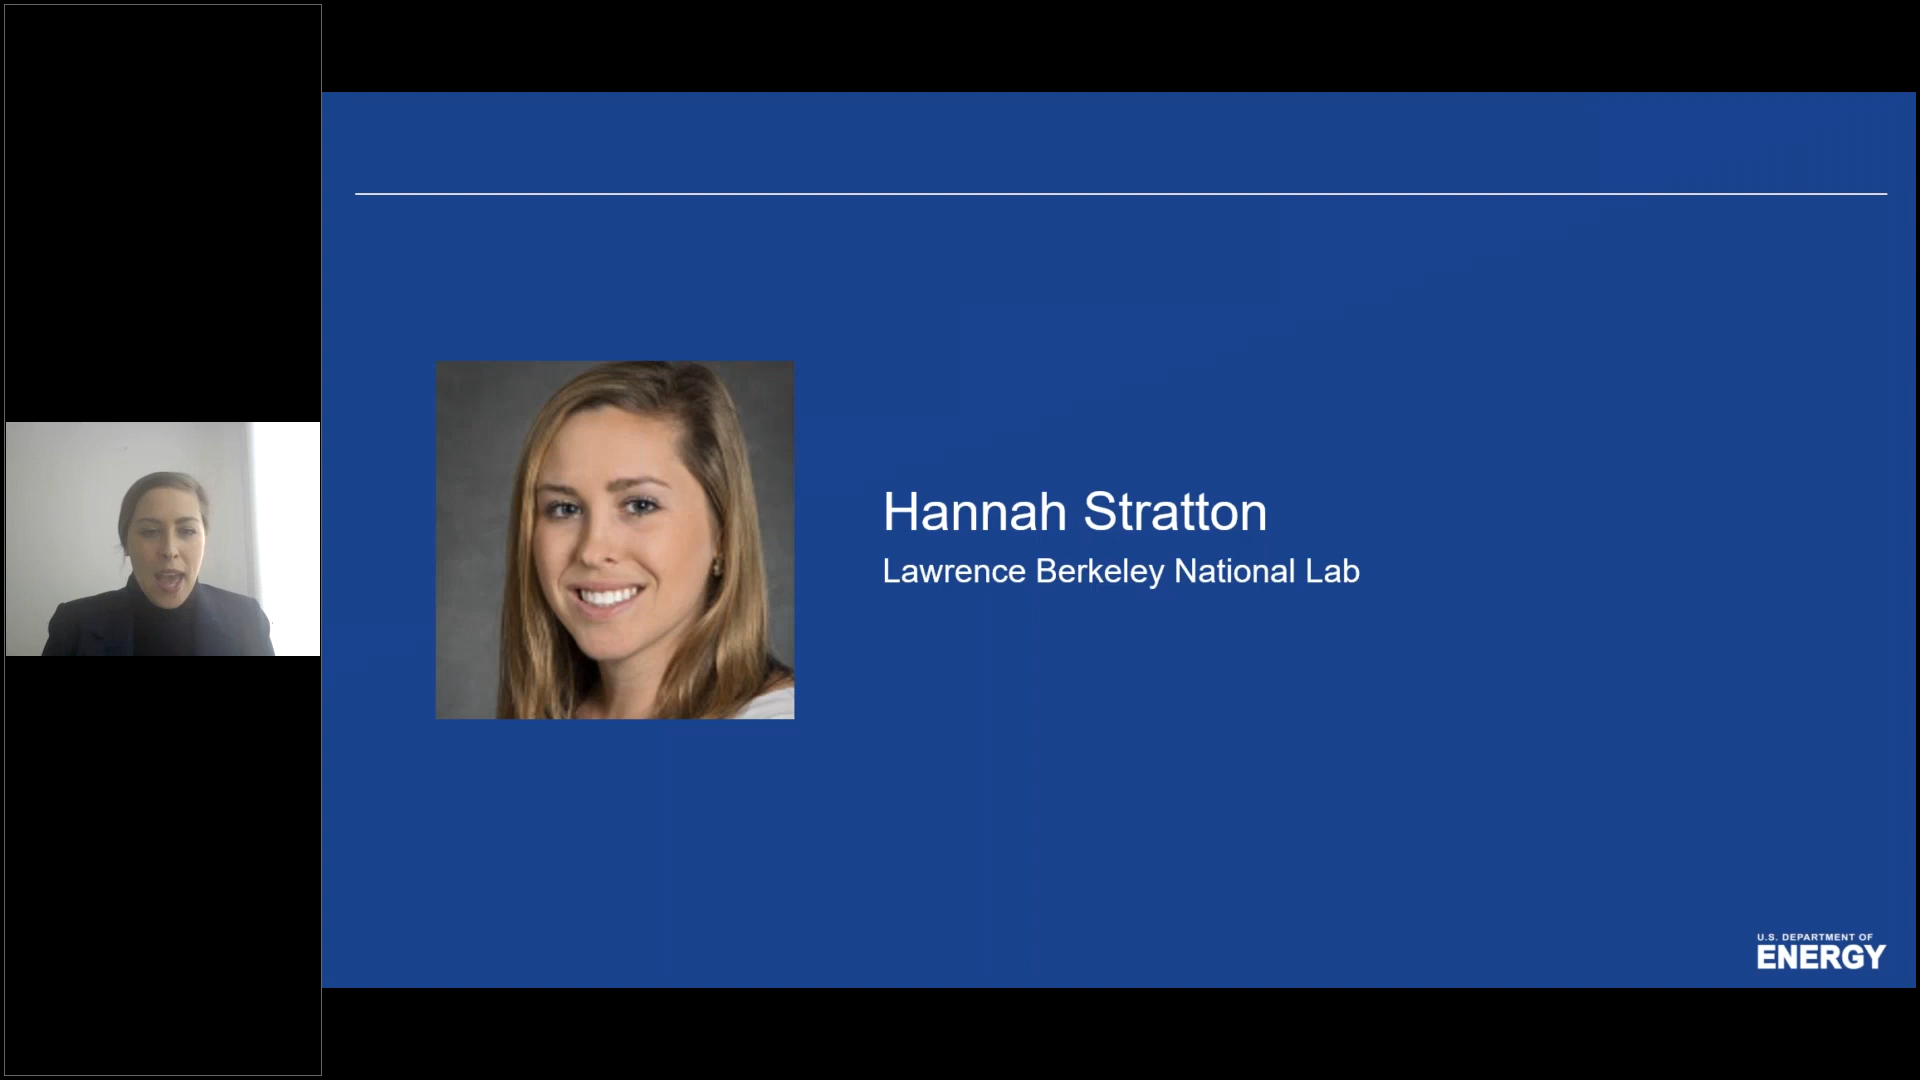 Hannah Stratton
Lawrence Berkeley National Lab
U.S. DEPARTMENT OF
ENERGY